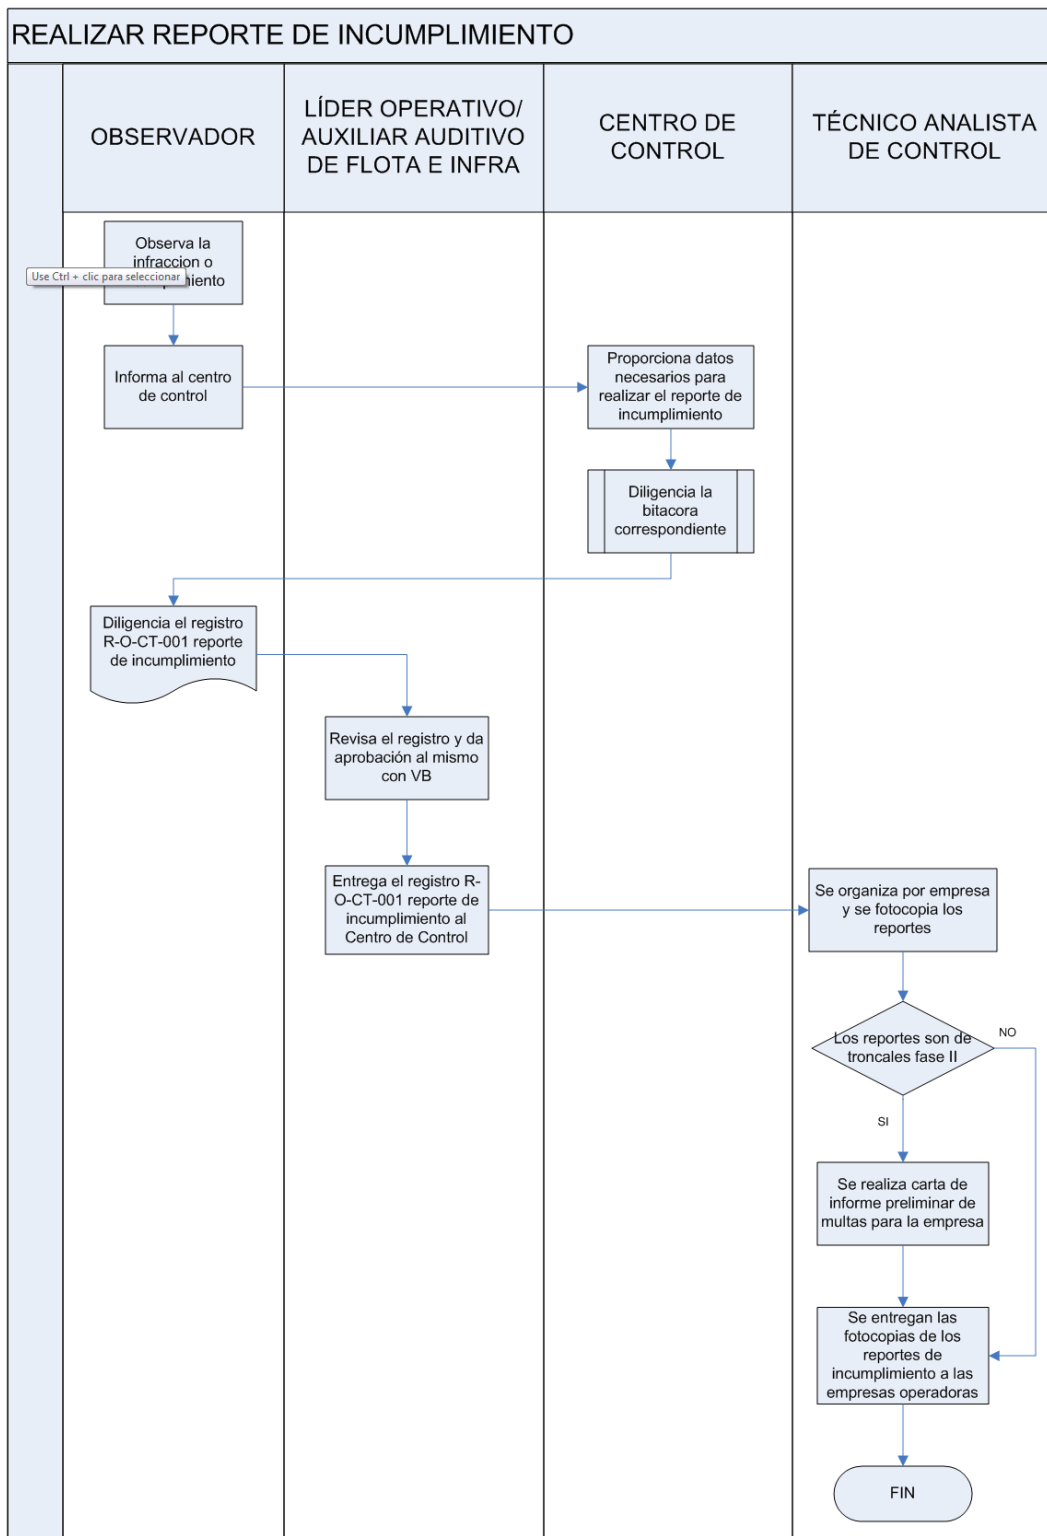 REALIZAR REPORTE DE INCUMPLIMIENTO
OBSERVADOR
LÍDER OPERATIVO/
AUXILIAR AUDITIVO
DE FLOTA E INFRA
CENTRO DE
CONTROL
TÉCNICO ANALISTA
DE CONTROL
Observa la
infraccion o
Use Ctrl + clic para seleccionar
Informa al centro
de control
Proporciona datos
necesarios para
realizar el reporte de
incumplimiento
Diligencia la
bitacora
correspondiente
Diligencia el registro
R-O-CT-001 reporte
de incumplimiento
Revisa el registro y da
aprobación al mismo
con VB
Entrega el registro R-
O-CT-001 reporte de
incumplimiento al
Centro de Control
Se organiza por empresa
y se fotocopia los
reportes
Los reportes son de
troncales fase II
NO
SI
Se realiza carta de
informe preliminar de
multas para la empresa
Se entregan las
fotocopias de los
reportes de
incumplimiento a las
empresas operadoras
FIN